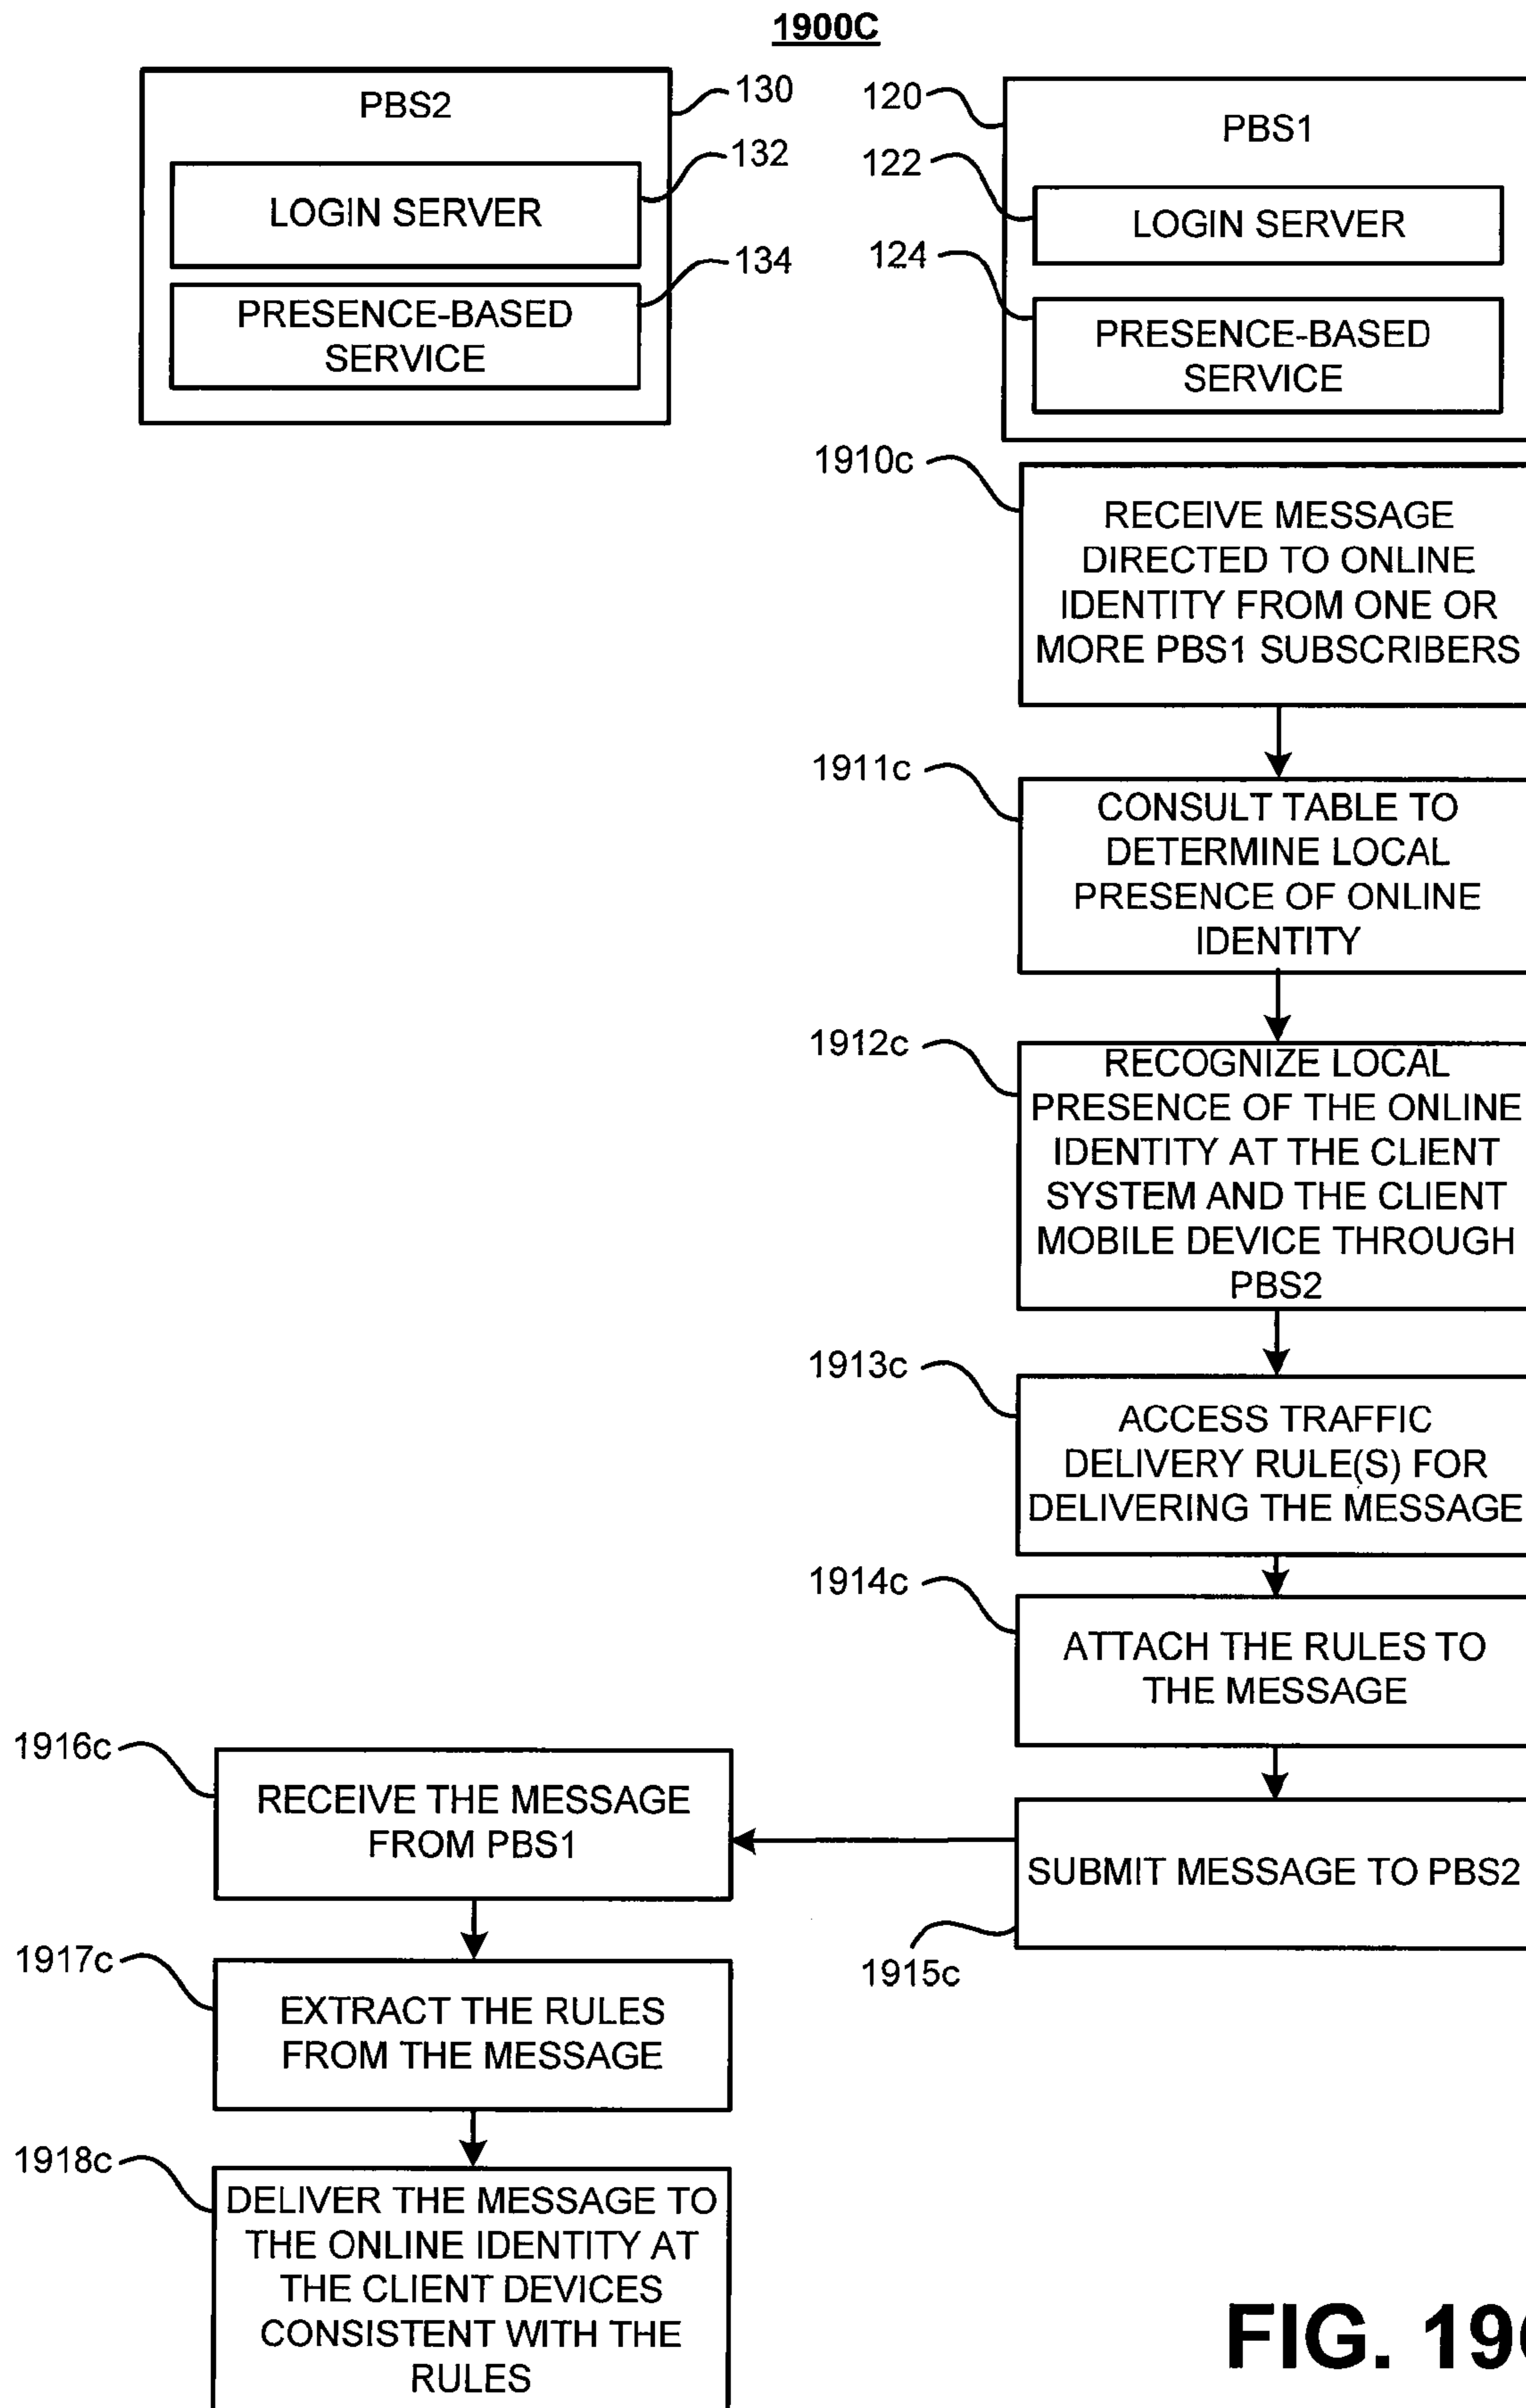 1900C
PBS2
130
LOGIN SERVER
132
PRESENCE-BASED
SERVICE
134
120
PBS1
122
LOGIN SERVER
124
PRESENCE-BASED
SERVICE
1910c
RECEIVE MESSAGE
DIRECTED TO ONLINE
IDENTITY FROM ONE OR
MORE PBS1 SUBSCRIBERS
1911c
CONSULT TABLE TO
DETERMINE LOCAL
PRESENCE OF ONLINE
IDENTITY
1912c
RECOGNIZE LOCAL
PRESENCE OF THE ONLINE
IDENTITY AT THE CLIENT
SYSTEM AND THE CLIENT
MOBILE DEVICE THROUGH
PBS2
1913c
ACCESS TRAFFIC
DELIVERY RULE(S) FOR
DELIVERING THE MESSAGE
1914c
ATTACH THE RULES TO
THE MESSAGE
SUBMIT MESSAGE TO PBS2
1915c
1916c
RECEIVE THE MESSAGE
FROM PBS1
1917c
EXTRACT THE RULES
FROM THE MESSAGE
1918c
DELIVER THE MESSAGE TO
THE ONLINE IDENTITY AT
THE CLIENT DEVICES
CONSISTENT WITH THE
RULES
FIG. 19